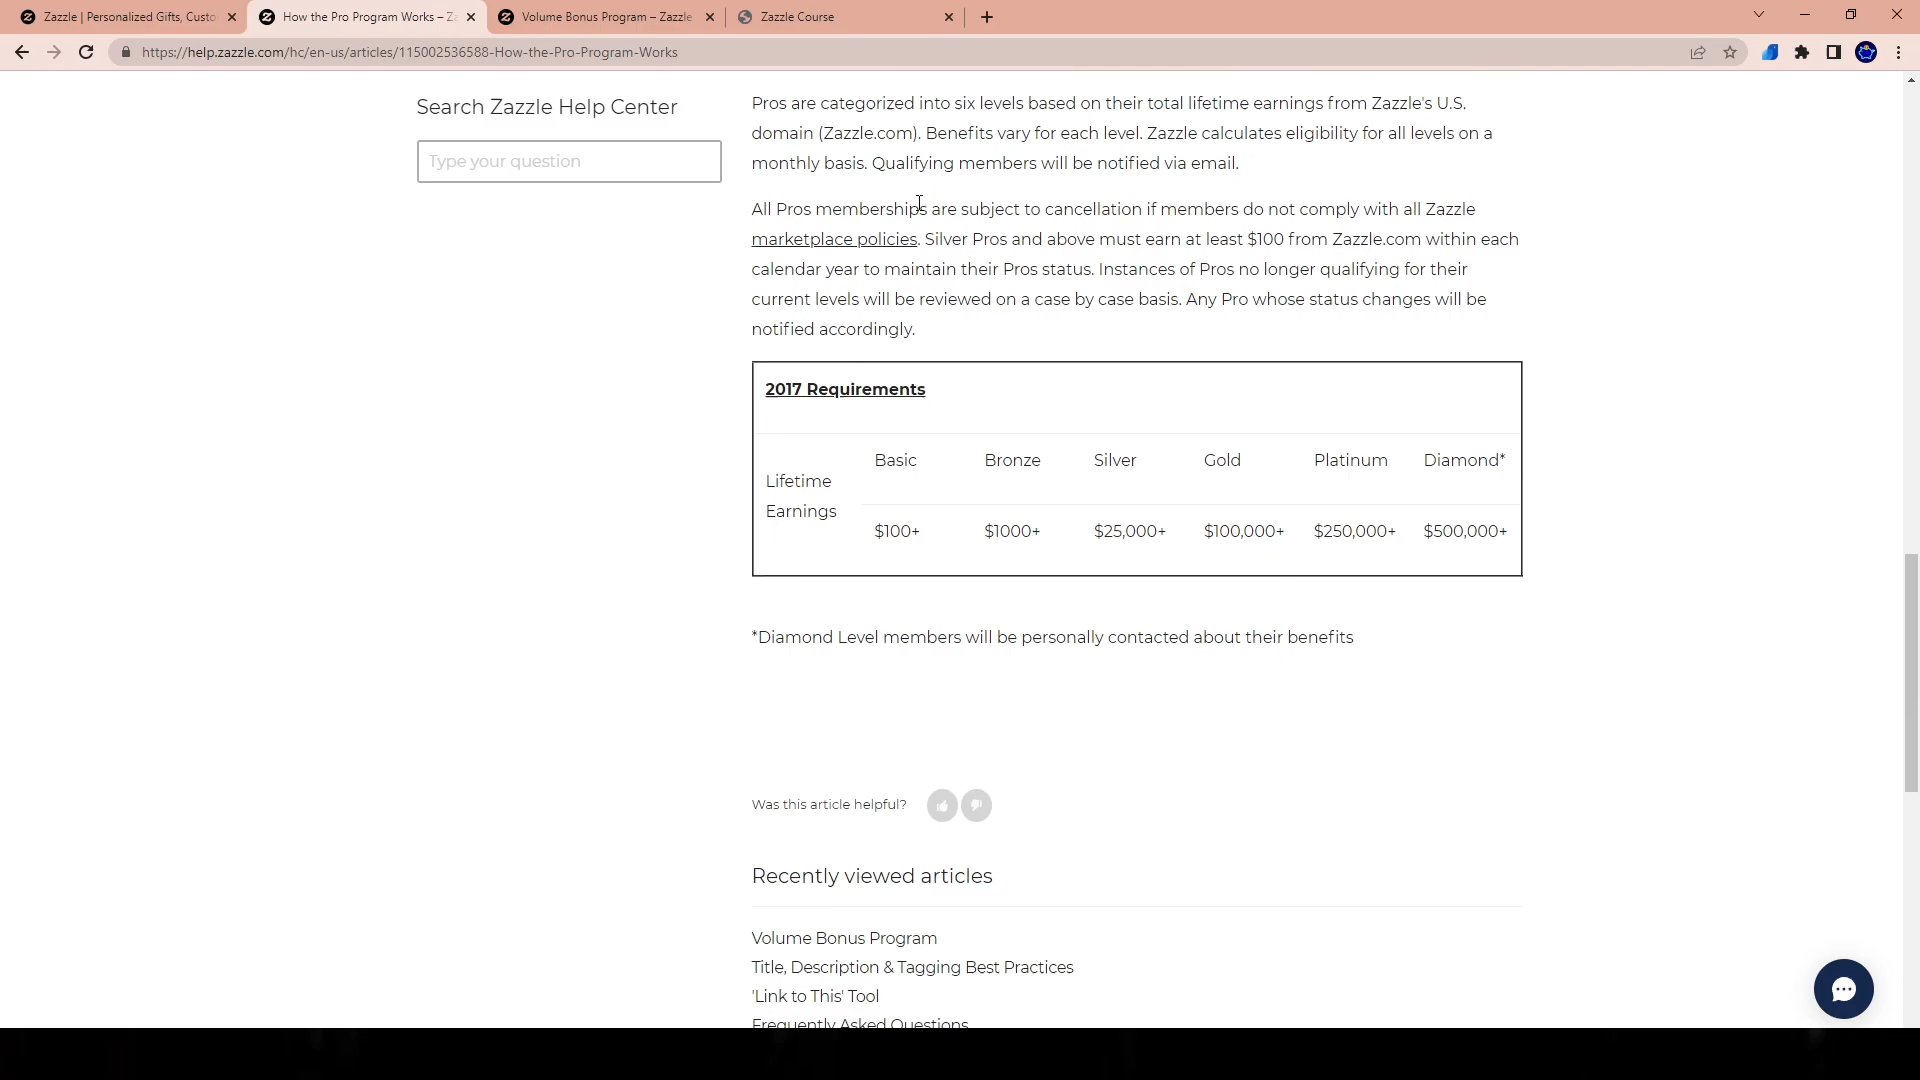 Zazzle | Personalized Gifts, Custo
How the Pro Program Works – Za
Volume Bonus Program – Zazzle
Zazzle Course
https://help.zazzle.com/hc/en-us/articles/115002536588-How-the-Pro-Program-Works
Search Zazzle Help Center
Type your question
Pros are categorized into six levels based on their total lifetime earnings from Zazzle's U.S.
domain (Zazzle.com). Benefits vary for each level. Zazzle calculates eligibility for all levels on a
monthly basis. Qualifying members will be notified via email.
All Pros memberships are subject to cancellation if members do not comply with all Zazzle
marketplace policies. Silver Pros and above must earn at least $100 from Zazzle.com within each
calendar year to maintain their Pros status. Instances of Pros no longer qualifying for their
current levels will be reviewed on a case by case basis. Any Pro whose status changes will be
notified accordingly.
2017 Requirements
Basic Bronze Silver Gold Platinum Diamond*
Lifetime
Earnings
$100+ $1000+ $25,000+ $100,000+ $250,000+ $500,000+
*Diamond Level members will be personally contacted about their benefits
Was this article helpful?
Recently viewed articles
Volume Bonus Program
Title, Description & Tagging Best Practices
'Link to This' Tool
Frequently Asked Questions